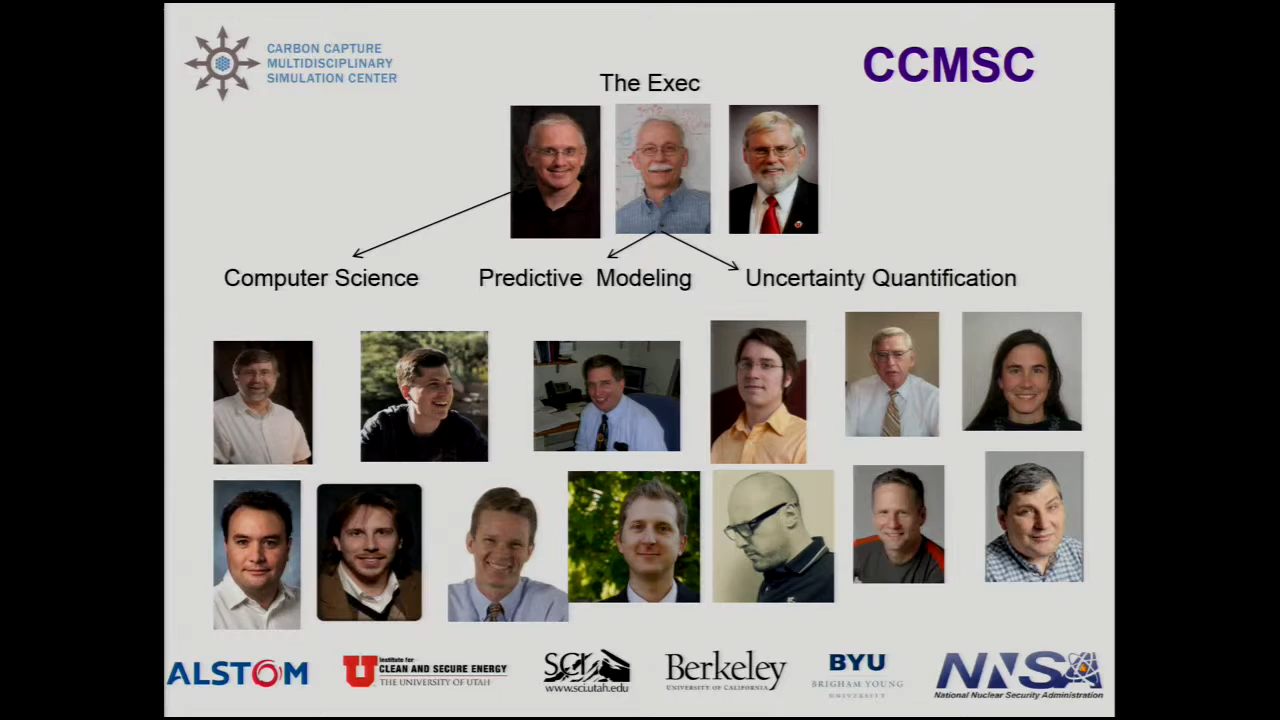 CARBON CAPTURE
MULTIDISCIPLINARY
SIMULATION CENTER
CCMSC
The Exec
Computer Science
Predictive Modeling
Uncertainty Quantification
ALSTOM
U
Institute for
CLEAN AND SECURE ENERGY
THE UNIVERSITY OF UTAH
SCI
www.sci.utah.edu
Berkeley
UNIVERSITY OF CALIFORNIA
BYU
BRIGHAM YOUNG
UNIVERSITY
NNSA
National Nuclear Security Administration